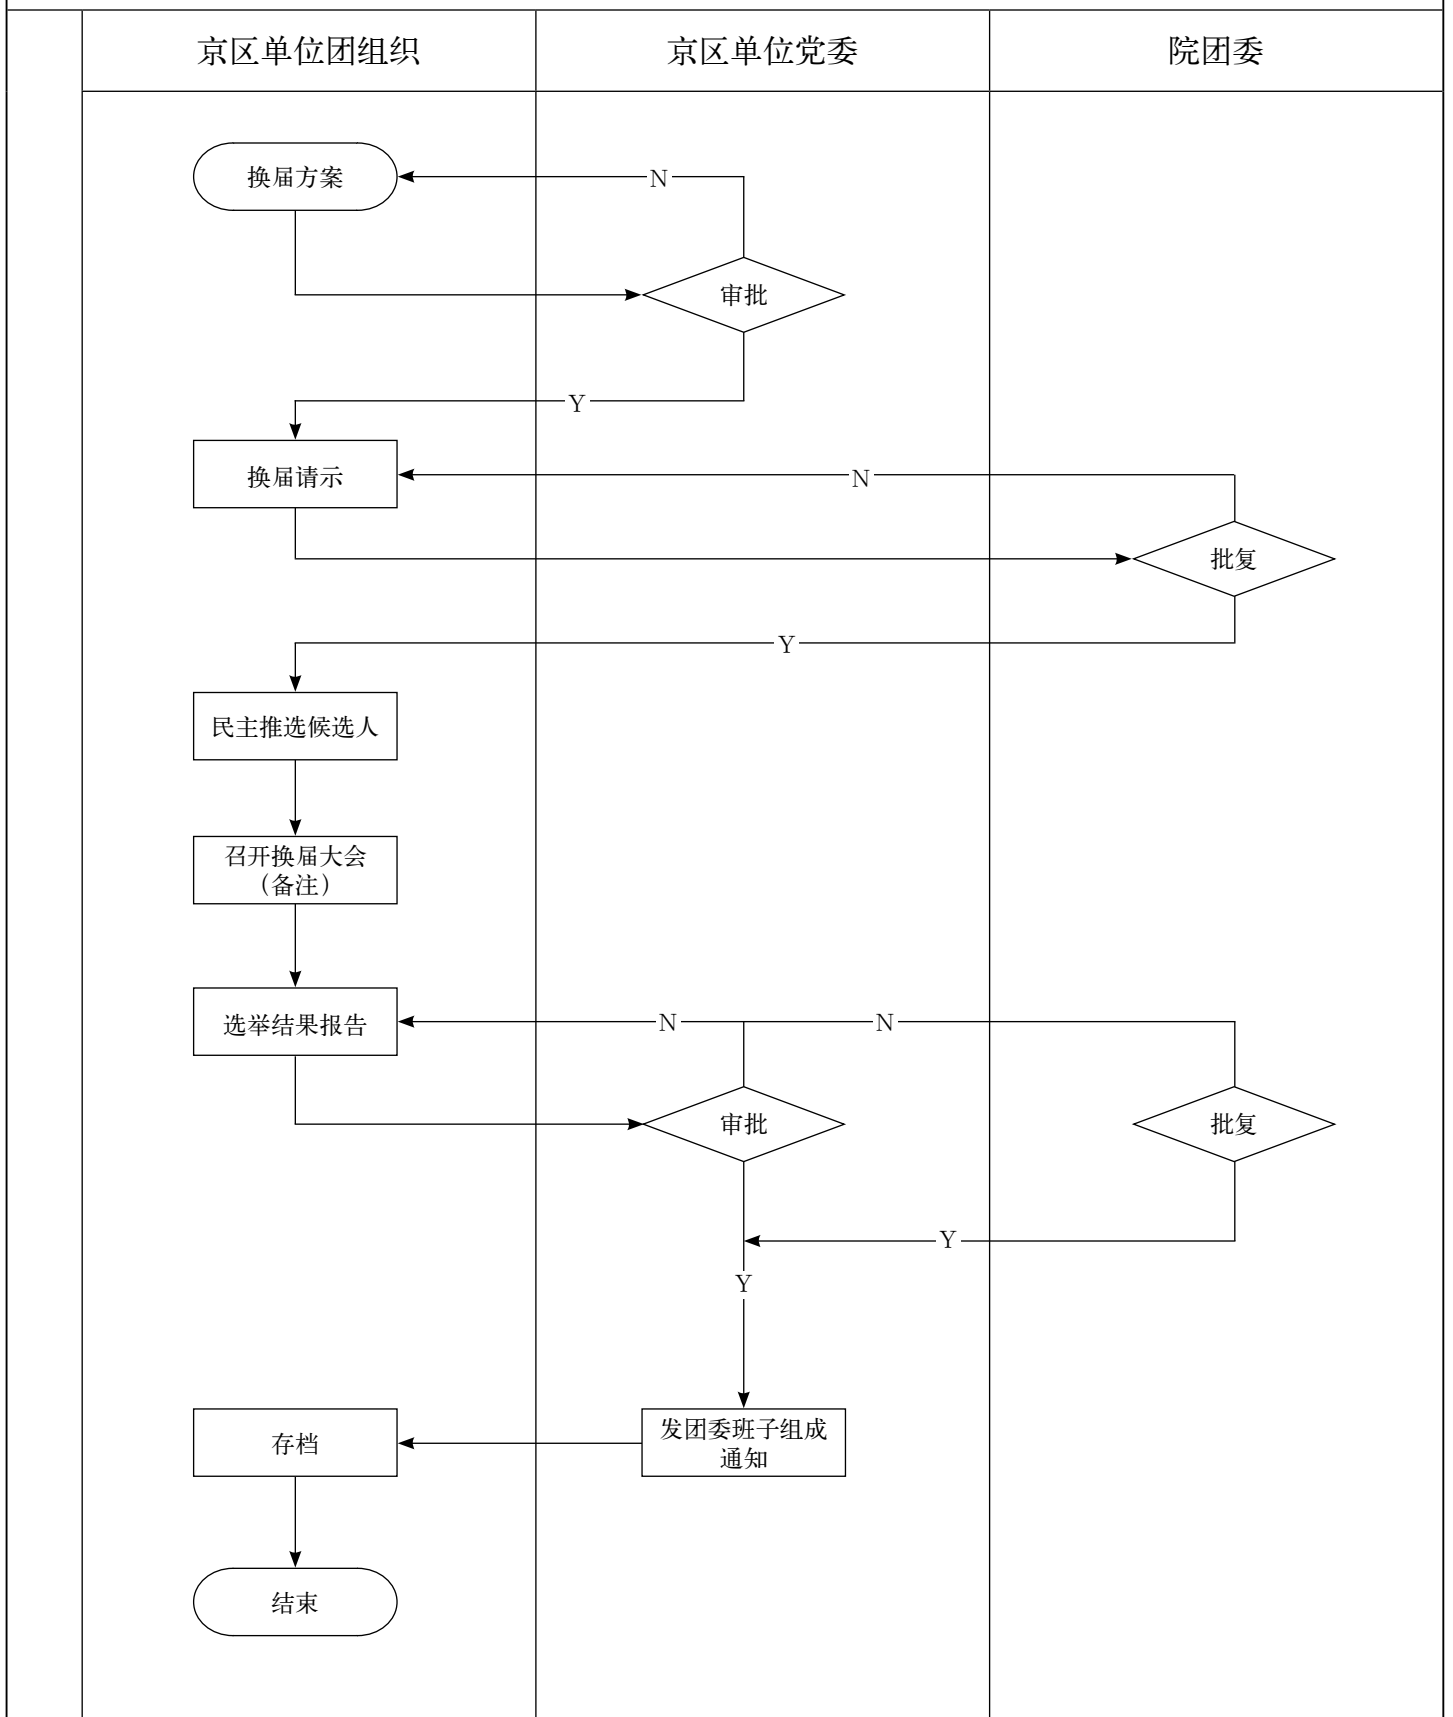 京区单位团组织
京区单位党委
院团委
换届方案
N
审批
Y
换届请示
N
批复
Y
民主推选候选人
召开换届大会
（备注）
选举结果报告
N
N
审批
批复
Y
Y
存档
发团委班子组成
通知
结束